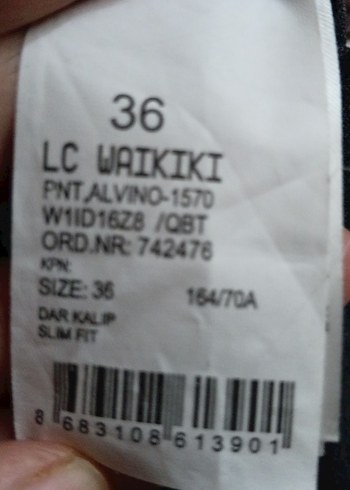 36
LC WAIKIKI
PNT,ALVINO-1570
W1ID16Z8 /QBT
ORD.NR: 742476
KPN:
SIZE: 36 164/70A
DAR KALIP
SLIM FIT
8 683108 613901